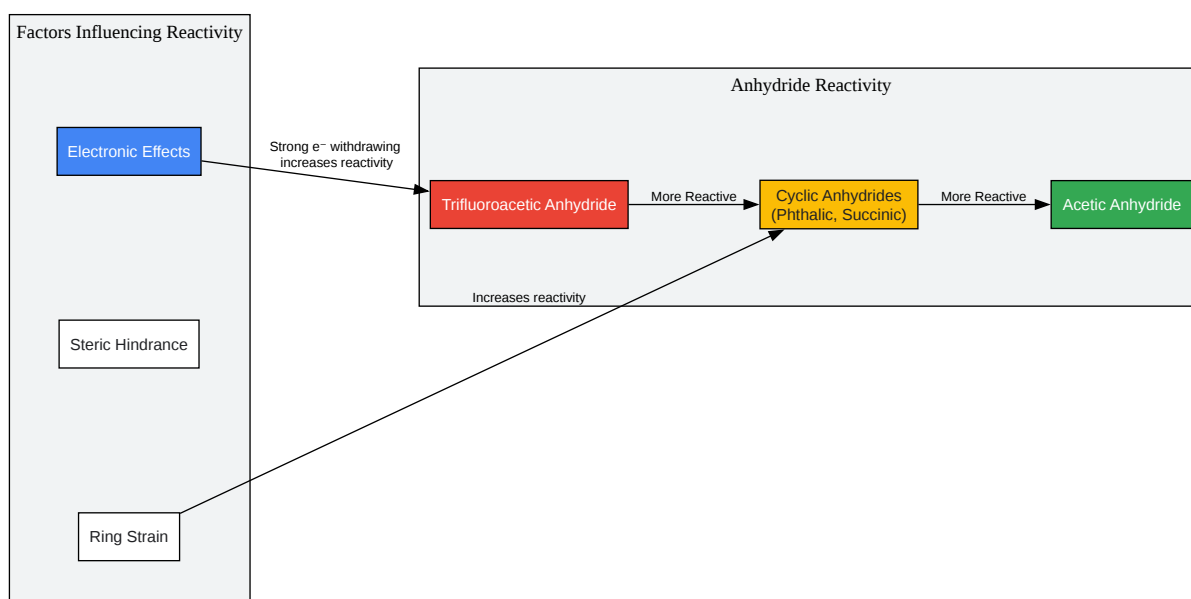 Factors Influencing Reactivity
Electronic Effects
Steric Hindrance
Ring Strain
Strong e⁻ withdrawing
increases reactivity
Increases reactivity
Anhydride Reactivity
Trifluoroacetic Anhydride
More Reactive
Cyclic Anhydrides
(Phthalic, Succinic)
More Reactive
Acetic Anhydride